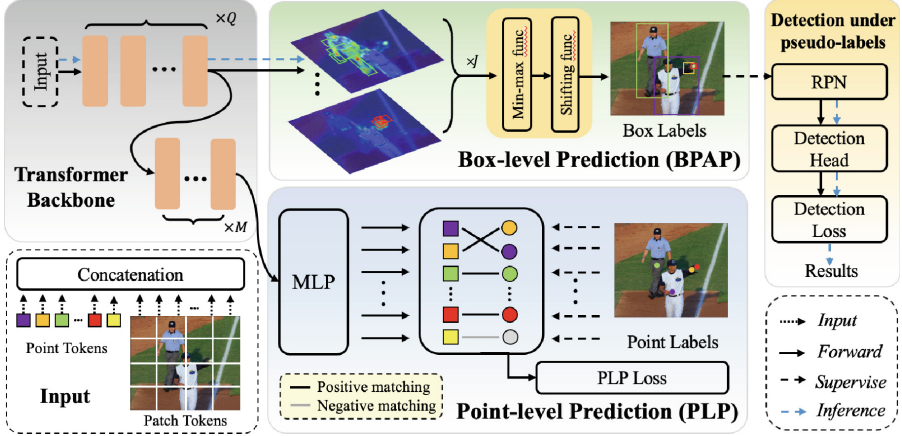 ×Q
Input
Transformer
Backbone
×M
×J
Min-max func
Shifting func
Box Labels
Box-level Prediction (BPAP)
Detection under
pseudo-labels
RPN
Detection
Head
Detection
Loss
Results
Concatenation
Point Tokens
Input
Patch Tokens
MLP
Point Labels
PLP Loss
Positive matching
Negative matching
Point-level Prediction (PLP)
Input
Forward
Supervise
Inference